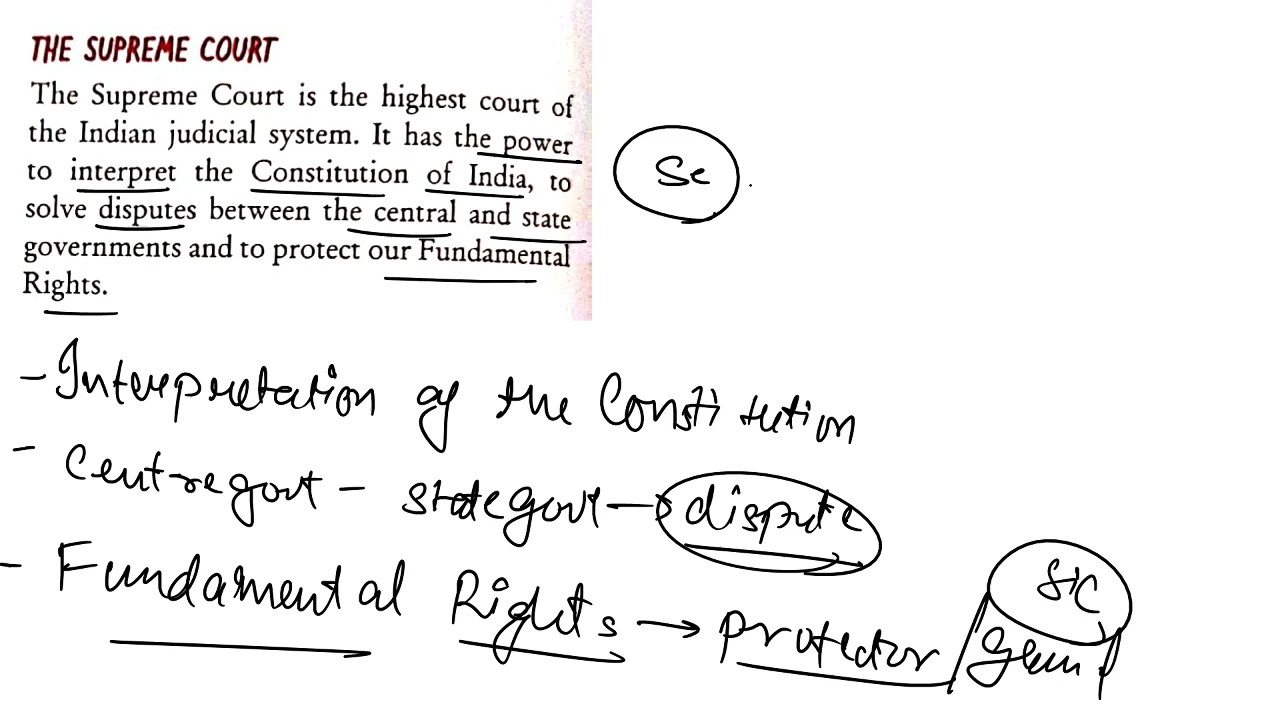 THE SUPREME COURT
The Supreme Court is the highest court of
the Indian judicial system. It has the power
to interpret the Constitution of India, to
solve disputes between the central and state
governments and to protect our Fundamental
Rights.
Sc
- Interpretation of the Constitution
- Centre govt - state govt → dispute
- Fundamental Rights → protector
S/C